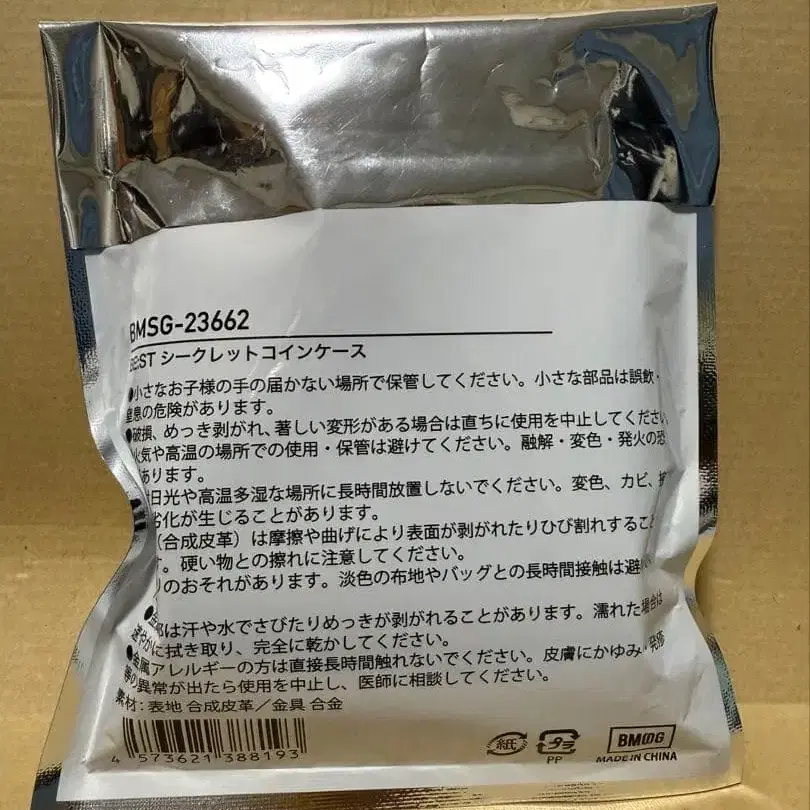 BMSG-23662
BE:ST シークレットコインケース
●小さなお子様の手の届かない場所で保管してください。小さな部品は誤飲・
窒息の危険があります。
●破損、めっき剥がれ、著しい変形がある場合は直ちに使用を中止してください
火気や高温の場所での使用・保管は避けてください。融解・変色・発火の恐
あります。
日光や高温多湿な場所に長時間放置しないでください。変色、カビ、
劣化が生じることがあります。
(合成皮革)は摩擦や曲げにより表面が剥がれたりひび割れすること
す。硬い物との擦れに注意してください。
りのおそれがあります。淡色の布地やバッグとの長時間接触は避
●金具は汗や水でさびたりめっきが剥がれることがあります。濡れた場合は
速やかに拭き取り、完全に乾かしてください。
●金属アレルギーの方は直接長時間触れないでください。皮膚にかゆみ・発疹
等の異常が出たら使用を中止し、医師に相談してください。
素材:表地 合成皮革/金具 合金
4 573621 388193
紙
プラ
PP
BMSG
MADE IN CHINA